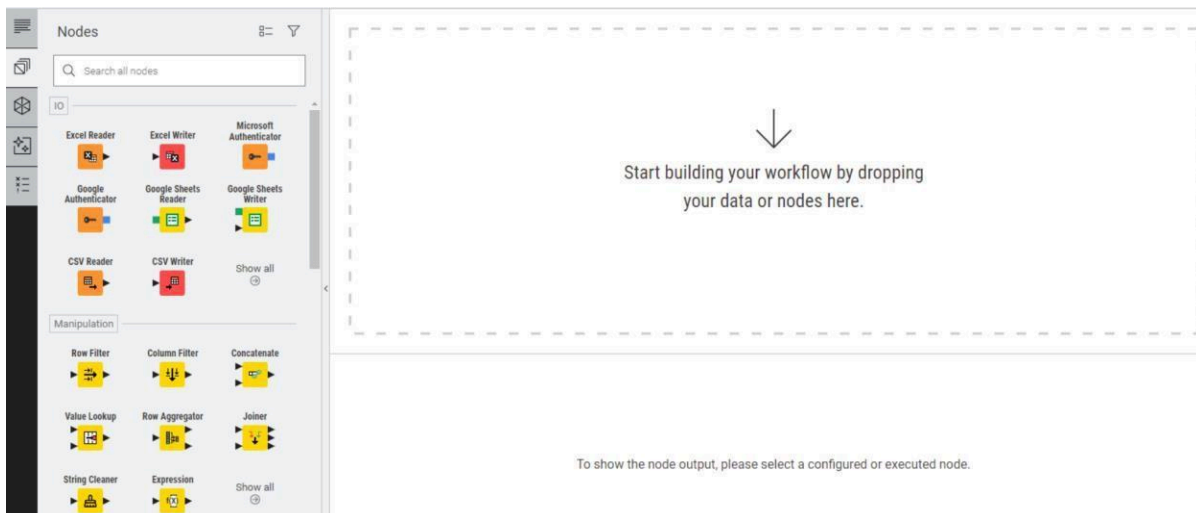 Nodes
Search all nodes
IO
Excel Reader
Excel Writer
Microsoft
Authenticator
Google
Authenticator
Google Sheets
Reader
Google Sheets
Writer
CSV Reader
CSV Writer
Show all
Manipulation
Row Filter
Column Filter
Concatenate
Value Lookup
Row Aggregator
Joiner
String Cleaner
Expression
Show all
Start building your workflow by dropping
your data or nodes here.
To show the node output, please select a configured or executed node.